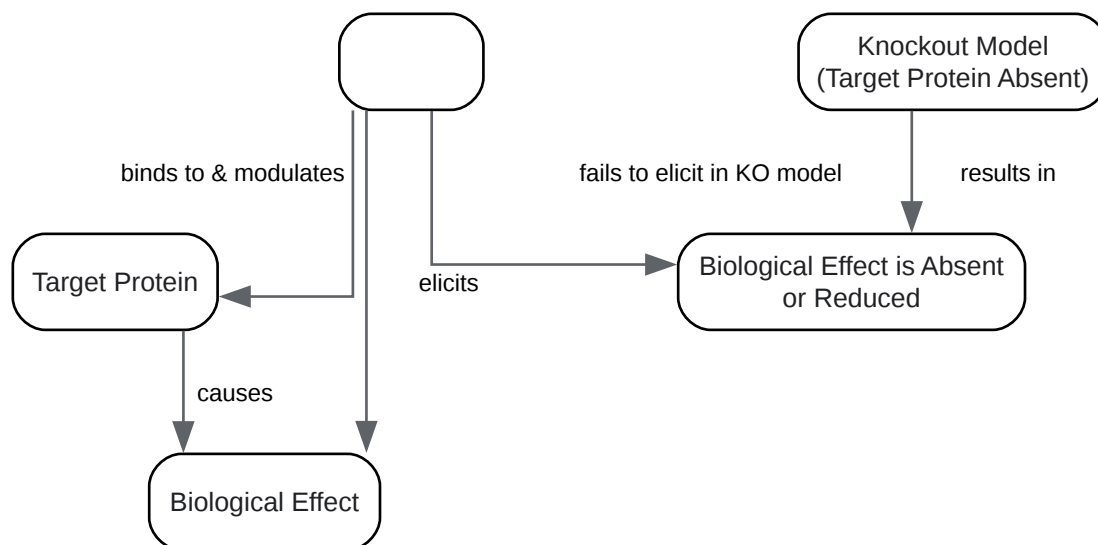 Knockout Model
(Target Protein Absent)
binds to & modulates
fails to elicit in KO model
results in
Target Protein
elicits
Biological Effect is Absent
or Reduced
causes
Biological Effect